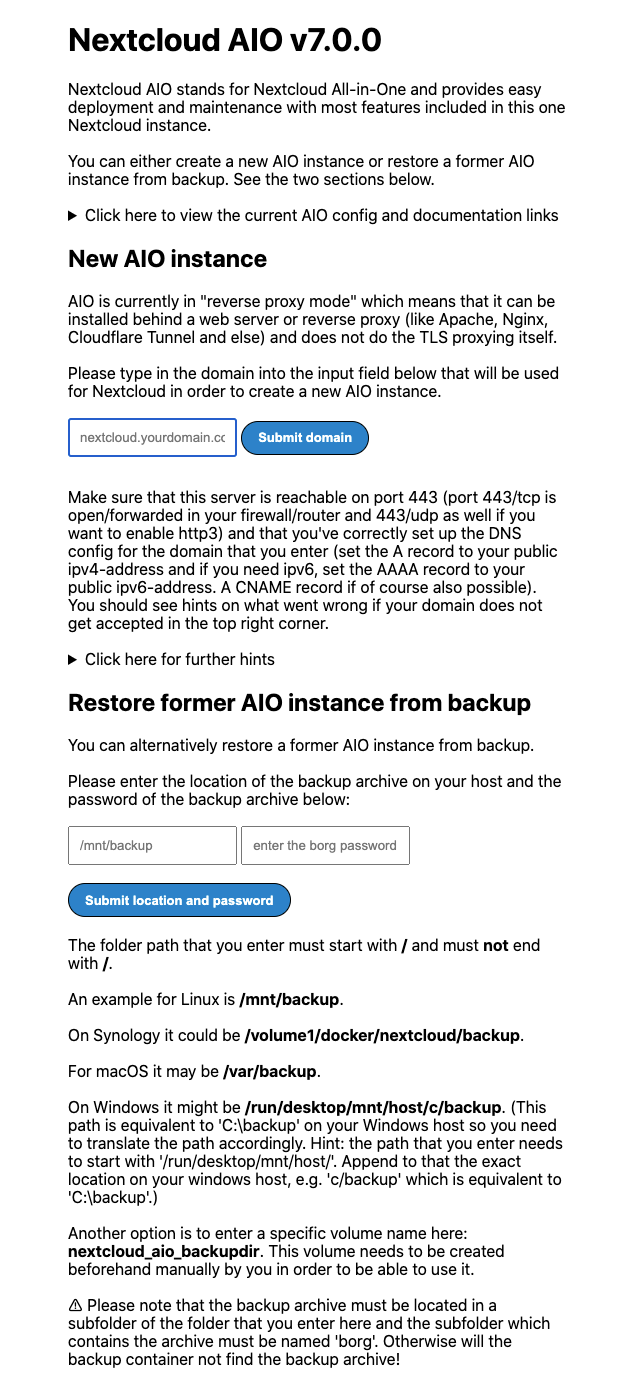 Nextcloud AIO v7.0.0
Nextcloud AIO stands for Nextcloud All-in-One and provides easy
deployment and maintenance with most features included in this one
Nextcloud instance.
You can either create a new AIO instance or restore a former AIO
instance from backup. See the two sections below.
▶ Click here to view the current AIO config and documentation links
New AIO instance
AIO is currently in "reverse proxy mode" which means that it can be
installed behind a web server or reverse proxy (like Apache, Nginx,
Cloudflare Tunnel and else) and does not do the TLS proxying itself.
Please type in the domain into the input field below that will be used
for Nextcloud in order to create a new AIO instance.
nextcloud.yourdomain.cc Submit domain
Make sure that this server is reachable on port 443 (port 443/tcp is
open/forwarded in your firewall/router and 443/udp as well if you
want to enable http3) and that you've correctly set up the DNS
config for the domain that you enter (set the A record to your public
ipv4-address and if you need ipv6, set the AAAA record to your
public ipv6-address. A CNAME record if of course also possible).
You should see hints on what went wrong if your domain does not
get accepted in the top right corner.
▶ Click here for further hints
Restore former AIO instance from backup
You can alternatively restore a former AIO instance from backup.
Please enter the location of the backup archive on your host and the
password of the backup archive below:
/mnt/backup enter the borg password
Submit location and password
The folder path that you enter must start with / and must not end
with /.
An example for Linux is /mnt/backup.
On Synology it could be /volume1/docker/nextcloud/backup.
For macOS it may be /var/backup.
On Windows it might be /run/desktop/mnt/host/c/backup. (This
path is equivalent to 'C:\backup' on your Windows host so you need
to translate the path accordingly. Hint: the path that you enter needs
to start with '/run/desktop/mnt/host/'. Append to that the exact
location on your windows host, e.g. 'c/backup' which is equivalent to
'C:\backup'.)
Another option is to enter a specific volume name here:
nextcloud_aio_backupdir. This volume needs to be created
beforehand manually by you in order to be able to use it.
⚠ Please note that the backup archive must be located in a
subfolder of the folder that you enter here and the subfolder which
contains the archive must be named 'borg'. Otherwise will the
backup container not find the backup archive!